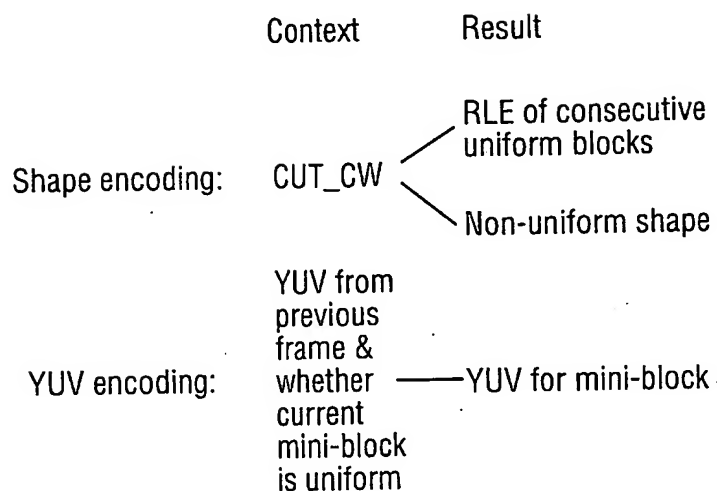 Context Result
RLE of consecutive
uniform blocks
Shape encoding: CUT_CW
Non-uniform shape
YUV from
previous
frame &
YUV encoding: whether YUV for mini-block
current
mini-block
is uniform